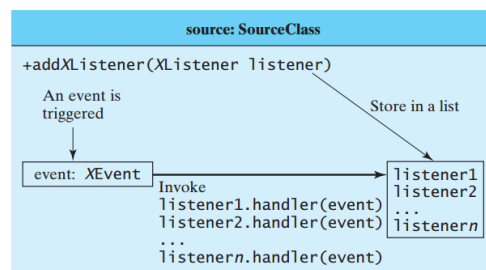 source: SourceClass
+addXListener(XListener listener)
An event is
triggered
Store in a list
event: XEvent
listener1
listener2
...
listenern
Invoke
listener1.handler(event)
listener2.handler(event)
...
listenern.handler(event)